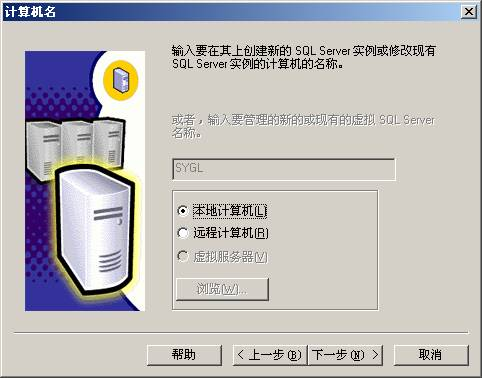 计算机名
输入要在其上创建新的 SQL Server 实例或修改现有
SQL Server 实例的计算机的名称。
或者，输入要管理的新的或现有的虚拟 SQL Server
名称。
SYGL
本地计算机(L)
远程计算机(R)
虚拟服务器(V)
浏览(W)...
帮助
< 上一步(B)
下一步(N) >
取消